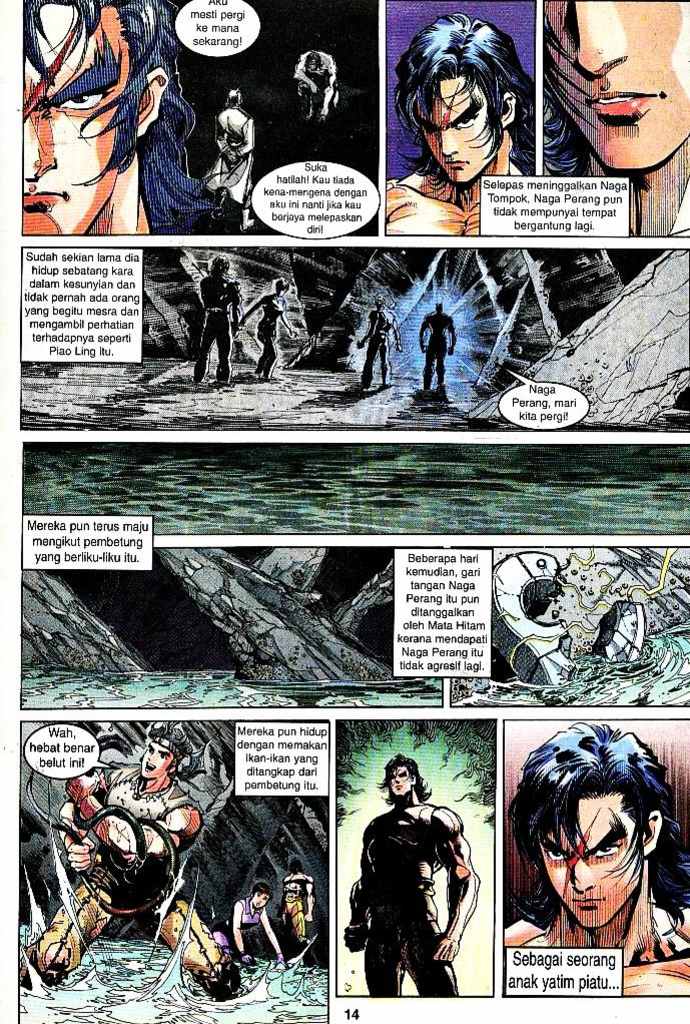 Aku
mesti pergi
ke mana
sekarang!
Suka
hatilah! Kau tiada
kena-mengena dengan
aku ini nanti jika kau
berjaya melepaskan
diri!
Selepas meninggalkan Naga
Tompok, Naga Perang pun
tidak mempunyai tempat
bergantung lagi.
Sudah sekian lama dia
hidup sebatang kara
dalam kesunyian dan
tidak pernah ada orang
yang begitu mesra dan
mengambil perhatian
terhadapnya seperti
Piao Ling itu.
Naga
Perang, mari
kita pergi!
Mereka pun terus maju
mengikut pembetung
yang berliku-liku itu.
Beberapa hari
kemudian, gari
tangan Naga
Perang itu pun
ditanggalkan
oleh Mata Hitam
kerana mendapati
Naga Perang itu
tidak agresif lagi.
Wah,
hebat benar
belut ini!
Mereka pun hidup
dengan memakan
ikan-ikan yang
ditangkap dari
pembetung itu.
Sebagai seorang
anak yatim piatu...
14